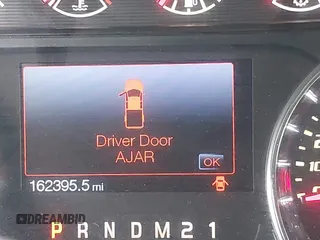 Driver Door
AJAR
OK
162395.5 mi
DREAMBID
P R N D M 2 1